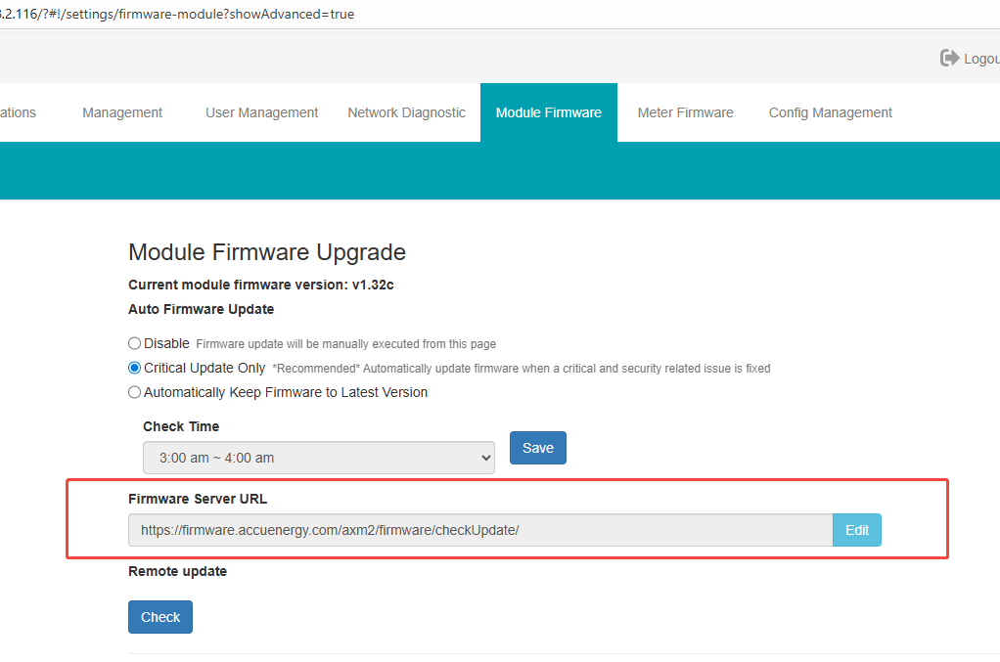 3.2.116/?#!/settings/firmware-module?showAdvanced=true
Logou
ations Management User Management Network Diagnostic Module Firmware Meter Firmware Config Management
Module Firmware Upgrade
Current module firmware version: v1.32c
Auto Firmware Update
Disable Firmware update will be manually executed from this page
Critical Update Only *Recommended* Automatically update firmware when a critical and security related issue is fixed
Automatically Keep Firmware to Latest Version
Check Time
3:00 am ~ 4:00 am Save
Firmware Server URL
https://firmware.accuenergy.com/axm2/firmware/checkUpdate/ Edit
Remote update
Check